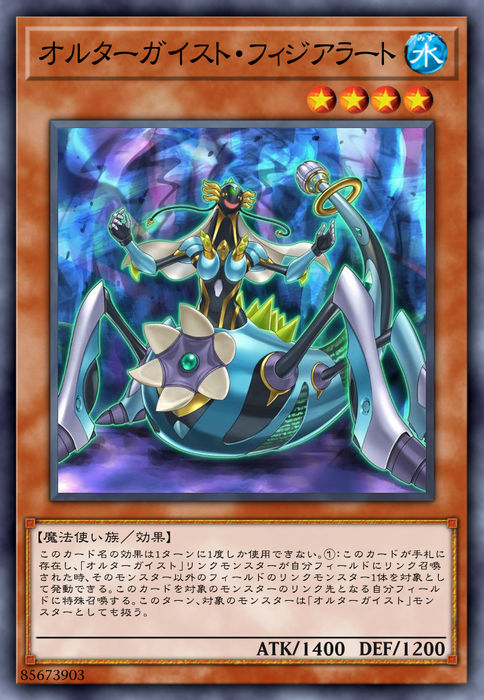 オルターガイスト・フィジアラート
みず
水
【魔法使い族／効果】
このカード名の効果は1ターンに1度しか使用できない。①：このカードが手札に
存在し、「オルターガイスト」リンクモンスターが自分フィールドにリンク召喚
された時、そのモンスター以外のフィールドのリンクモンスター1体を対象とし
て発動できる。このカードを対象のモンスターのリンク先となる自分フィール
ドに特殊召喚する。このターン、対象のモンスターは「オルターガイスト」モン
スターとしても扱う。
ATK/1400 DEF/1200
85673903